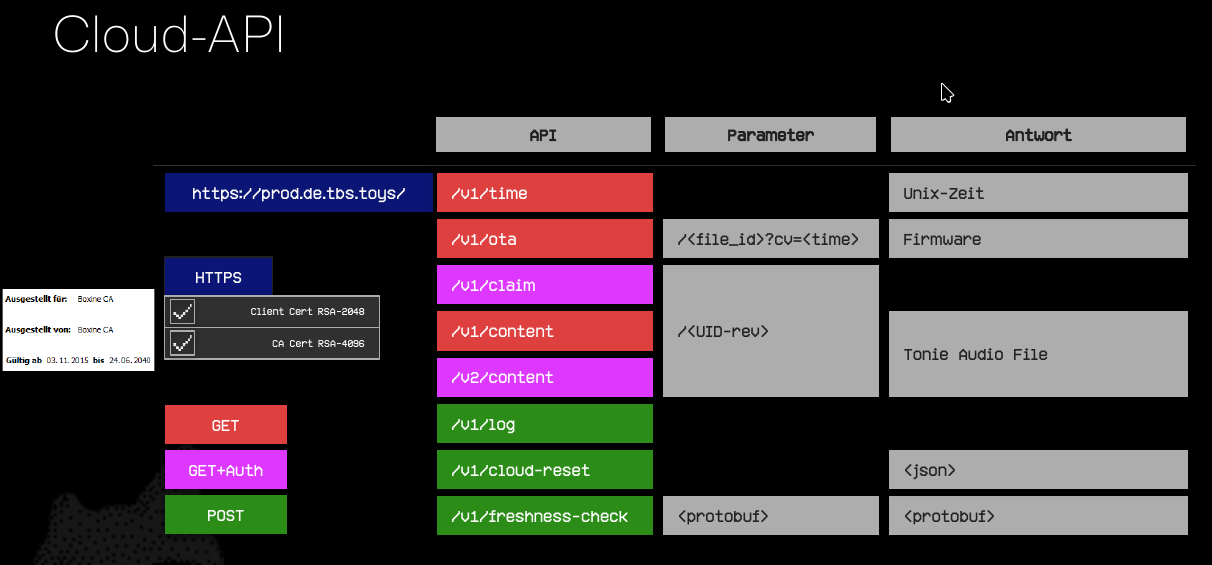 Cloud-API
API Parameter Antwort
https://prod.de.tbs.toys/ /v1/time Unix-Zeit
/v1/ota /<file_id>?cv=<time> Firmware
HTTPS /v1/claim
Ausgestellt für: Boxine CA
Client Cert RSA-2048
Ausgestellt von: Boxine CA
/v1/content /<UID-rev>
CA Cert RSA-4096
Gültig ab 03.11.2015 bis 24.06.2040
Tonie Audio File
/v2/content
GET /v1/log
GET+Auth /v1/cloud-reset <json>
POST /v1/freshness-check <protobuf> <protobuf>